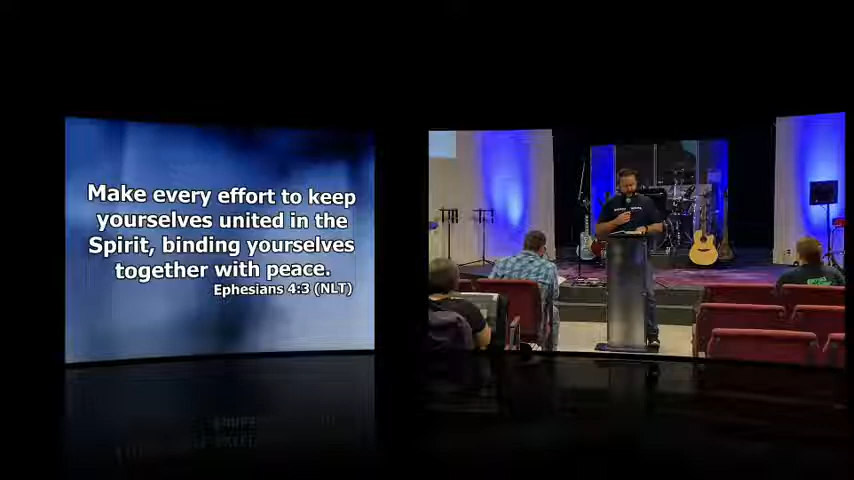 Make every effort to keep
yourselves united in the
Spirit, binding yourselves
together with peace.
Ephesians 4:3 (NLT)